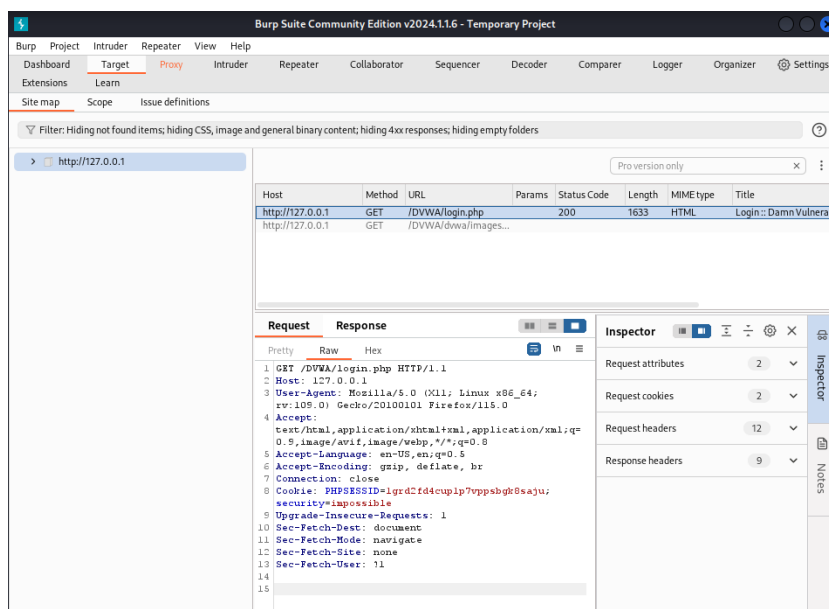 Burp Suite Community Edition v2024.1.1.6 - Temporary Project
Burp Project Intruder Repeater View Help
Dashboard Target Proxy Intruder Repeater Collaborator Sequencer Decoder Comparer Logger Organizer Settings
Extensions Learn
Site map Scope Issue definitions
Filter: Hiding not found items; hiding CSS, image and general binary content; hiding 4xx responses; hiding empty folders
http://127.0.0.1
Pro version only
Host Method URL Params Status Code Length MIME type Title
http://127.0.0.1 GET /DVWA/login.php 200 1633 HTML Login :: Damn Vulnera
http://127.0.0.1 GET /DVWA/dvwa/images...
Request Response
Pretty Raw Hex \n
1 GET /DVWA/login.php HTTP/1.1
2 Host: 127.0.0.1
3 User-Agent: Mozilla/5.0 (X11; Linux x86_64;
rv:109.0) Gecko/20100101 Firefox/115.0
4 Accept:
text/html,application/xhtml+xml,application/xml;q=
0.9,image/avif,image/webp,*/*;q=0.8
5 Accept-Language: en-US,en;q=0.5
6 Accept-Encoding: gzip, deflate, br
7 Connection: close
8 Cookie: PHPSESSID=lgrd2fd4cuplp7vppsbgk8saju;
security=impossible
9 Upgrade-Insecure-Requests: 1
10 Sec-Fetch-Dest: document
11 Sec-Fetch-Mode: navigate
12 Sec-Fetch-Site: none
13 Sec-Fetch-User: ?1
14
15
Inspector
Request attributes 2
Request cookies 2
Request headers 12
Response headers 9
Inspector
Notes